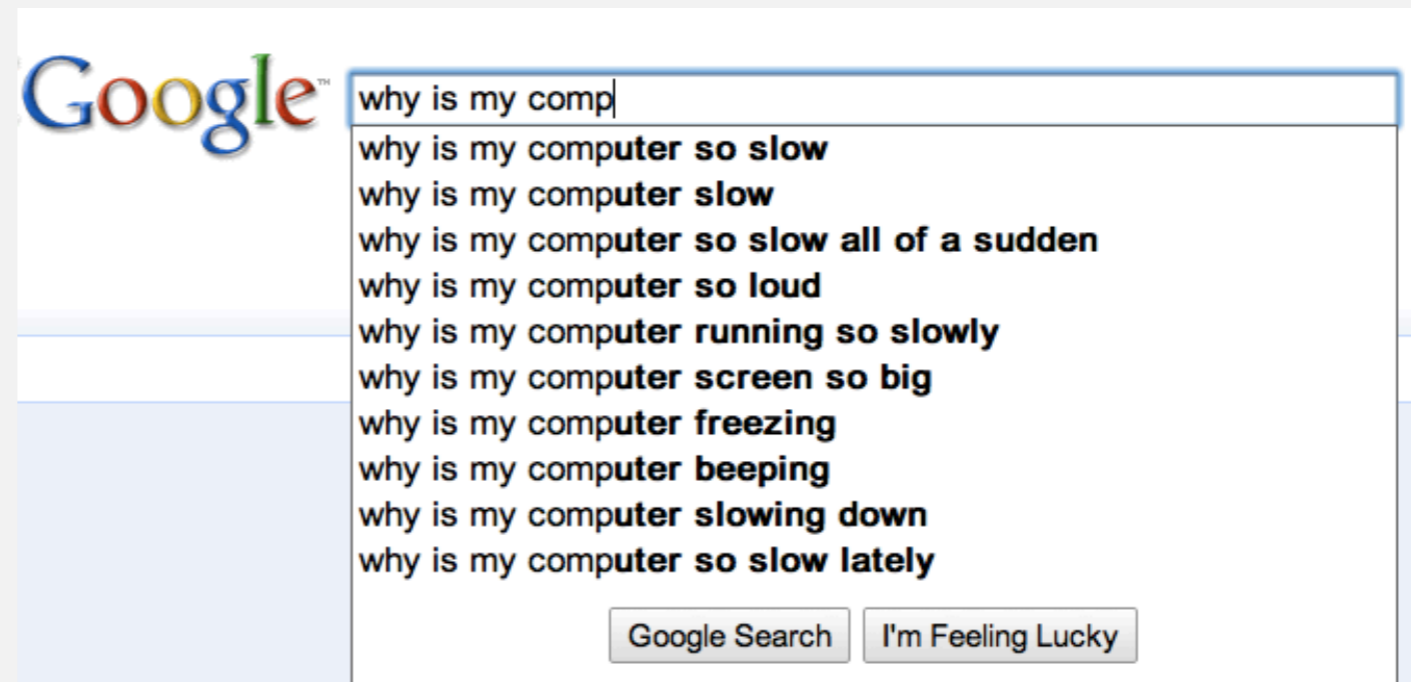 Google™
why is my comp
why is my computer so slow
why is my computer slow
why is my computer so slow all of a sudden
why is my computer so loud
why is my computer running so slowly
why is my computer screen so big
why is my computer freezing
why is my computer beeping
why is my computer slowing down
why is my computer so slow lately
Google Search I'm Feeling Lucky